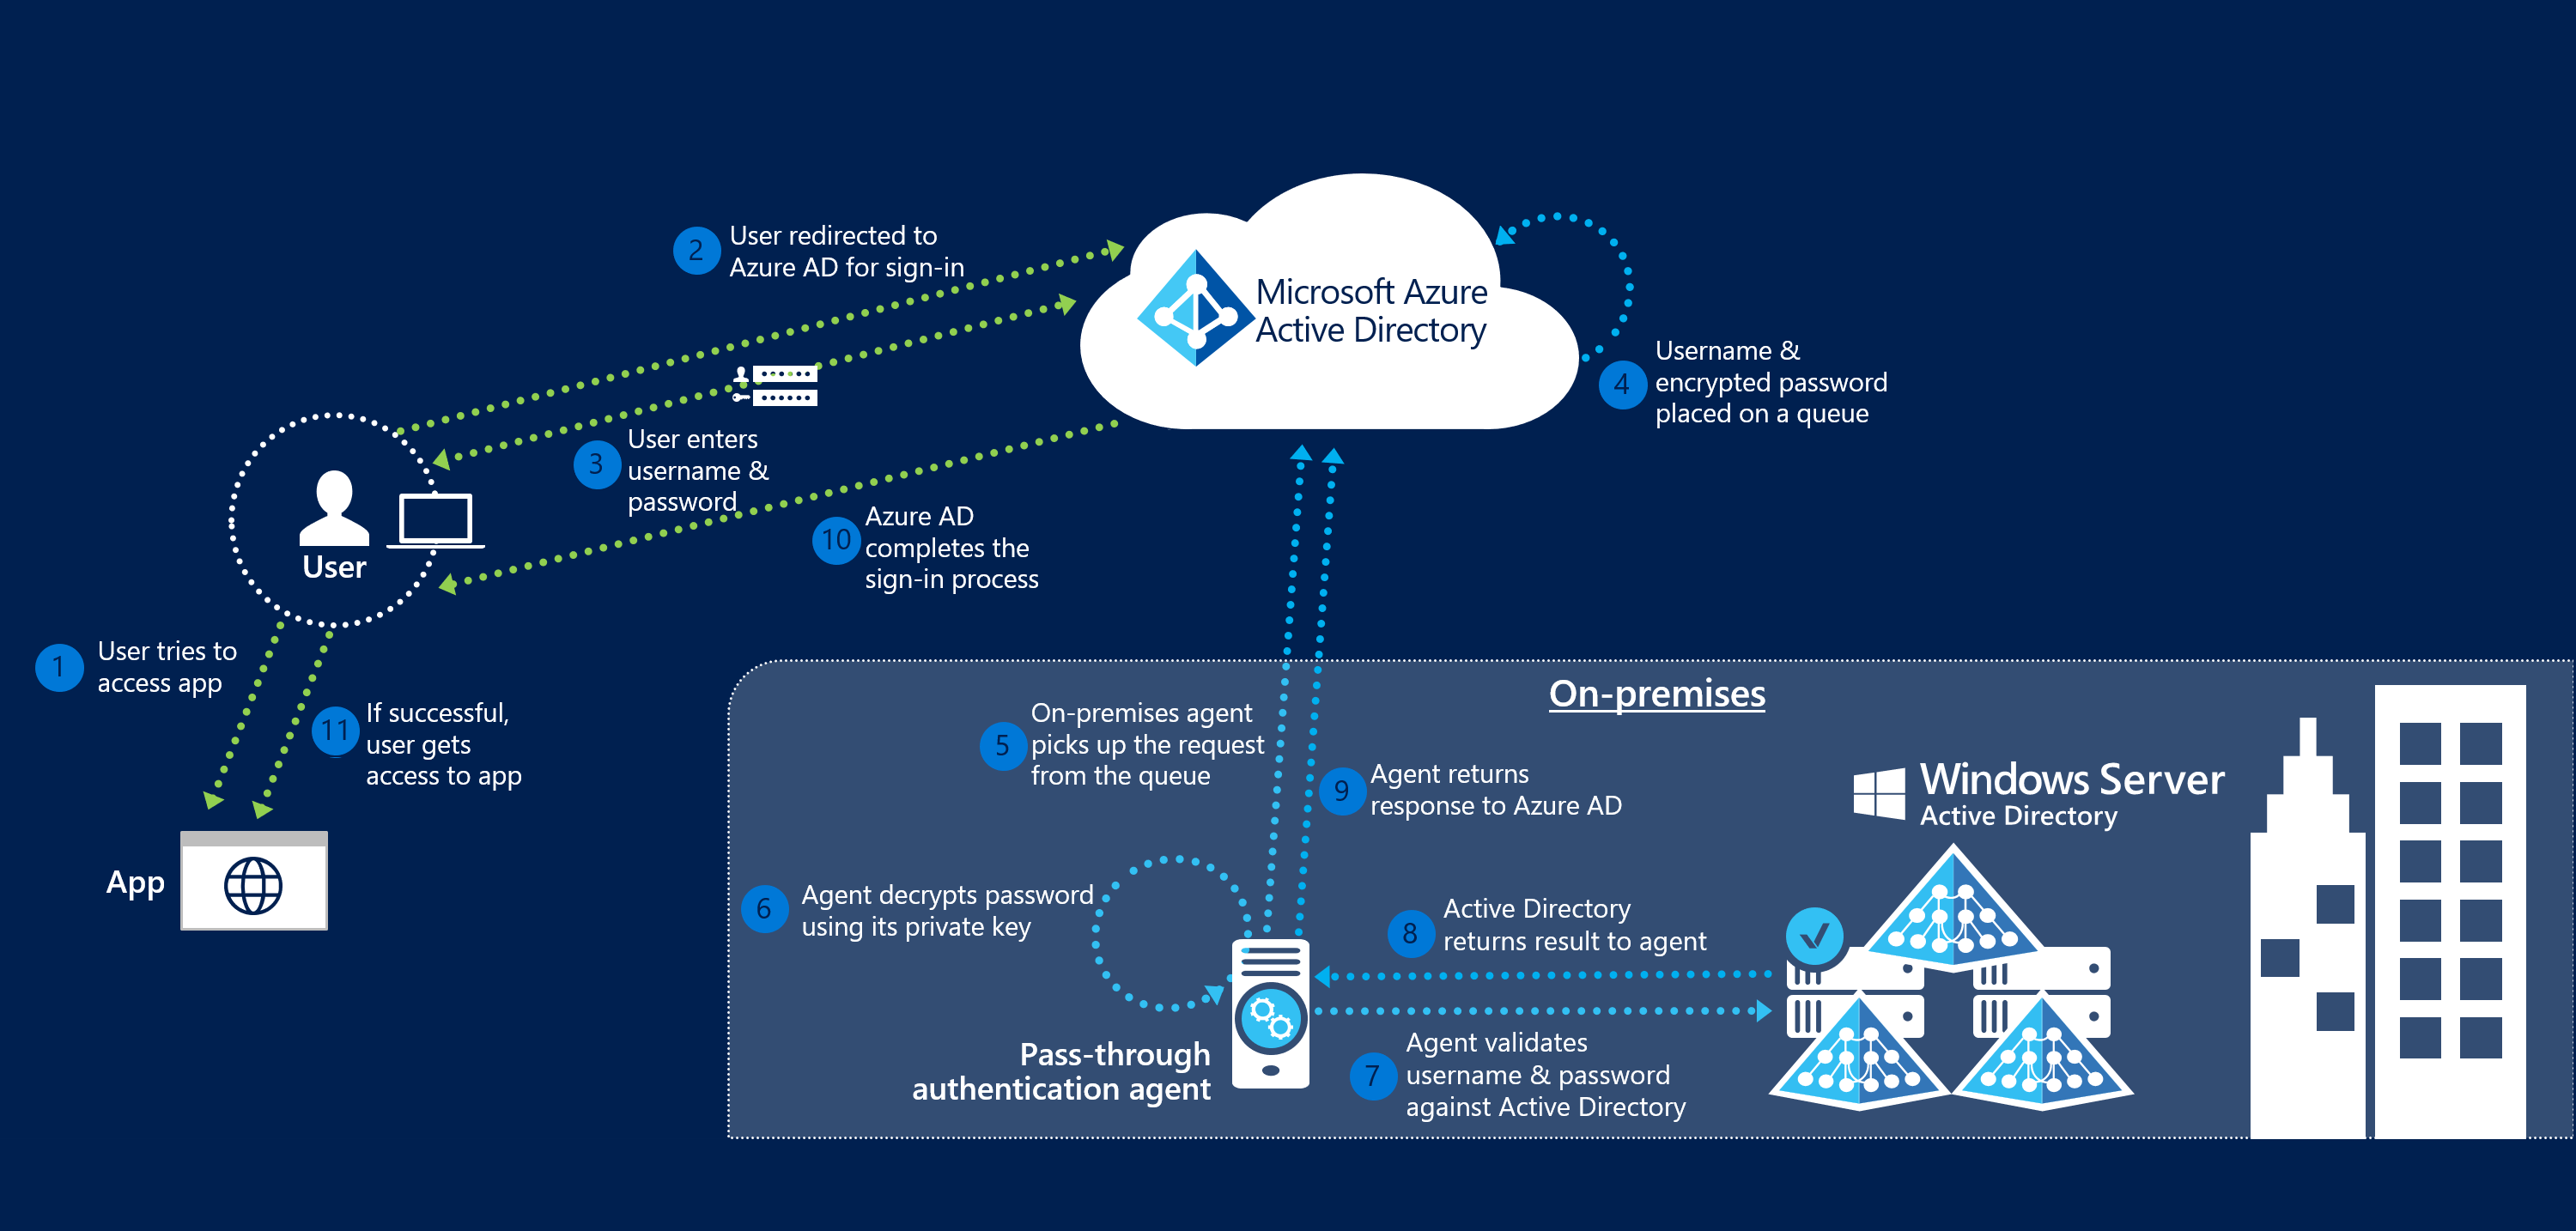 2
User redirected to
Azure AD for sign-in
Microsoft Azure
Active Directory
4
Username &
encrypted password
placed on a queue
3
User enters
username &
password
10
Azure AD
completes the
sign-in process
User
1
User tries to
access app
11
If successful,
user gets
access to app
App
On-premises
5
On-premises agent
picks up the request
from the queue
9
Agent returns
response to Azure AD
Windows Server
Active Directory
6
Agent decrypts password
using its private key
8
Active Directory
returns result to agent
Pass-through
authentication agent
7
Agent validates
username & password
against Active Directory